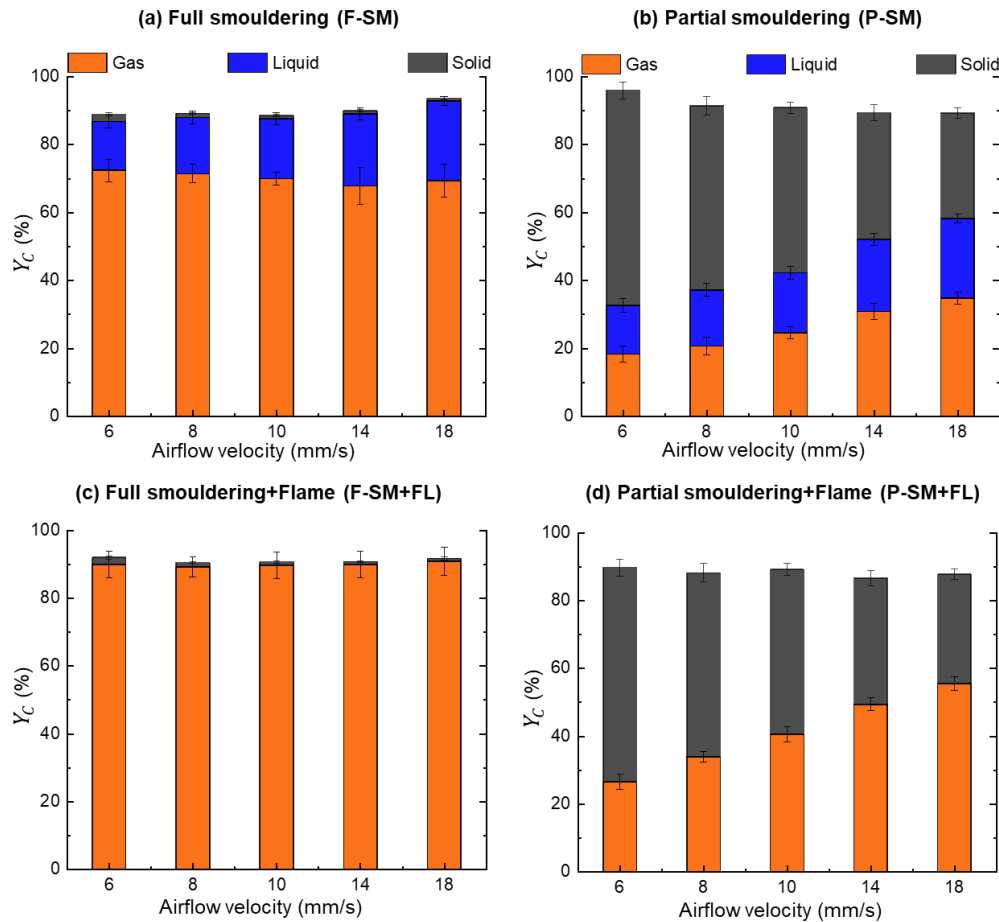 (a) Full smouldering (F-SM)
Gas Liquid Solid
100
80
60
40
20
0
Y_C (%)
6 8 10 14 18
Airflow velocity (mm/s)
(b) Partial smouldering (P-SM)
Gas Liquid Solid
100
80
60
40
20
0
Y_C (%)
6 8 10 14 18
Airflow velocity (mm/s)
(c) Full smouldering+Flame (F-SM+FL)
100
80
60
40
20
0
Y_C (%)
6 8 10 14 18
Airflow velocity (mm/s)
(d) Partial smouldering+Flame (P-SM+FL)
100
80
60
40
20
0
Y_C (%)
6 8 10 14 18
Airflow velocity (mm/s)